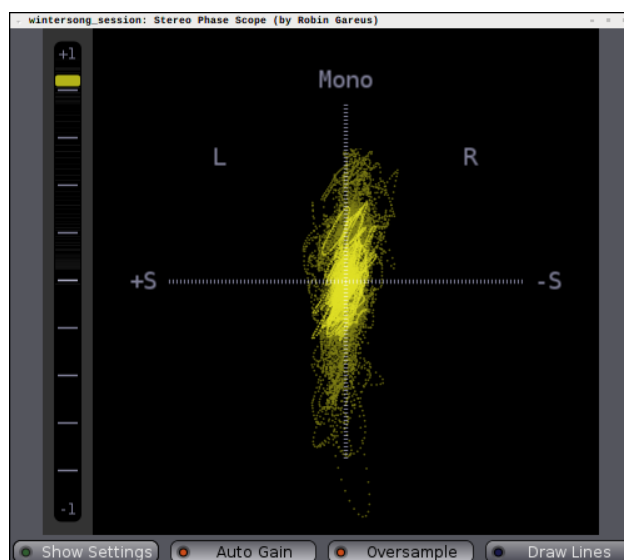 wintersong_session: Stereo Phase Scope (by Robin Gareus)
+1
Mono
L
R
+S
-S
-1
Show Settings
Auto Gain
Oversample
Draw Lines